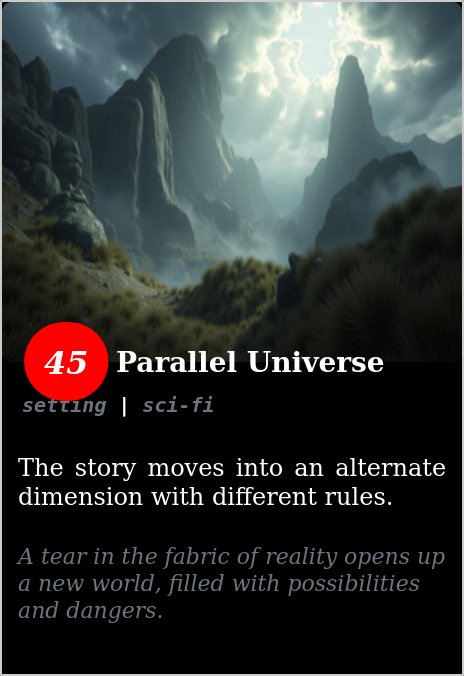 45 Parallel Universe
setting | sci-fi
The story moves into an alternate
dimension with different rules.
A tear in the fabric of reality opens up
a new world, filled with possibilities
and dangers.